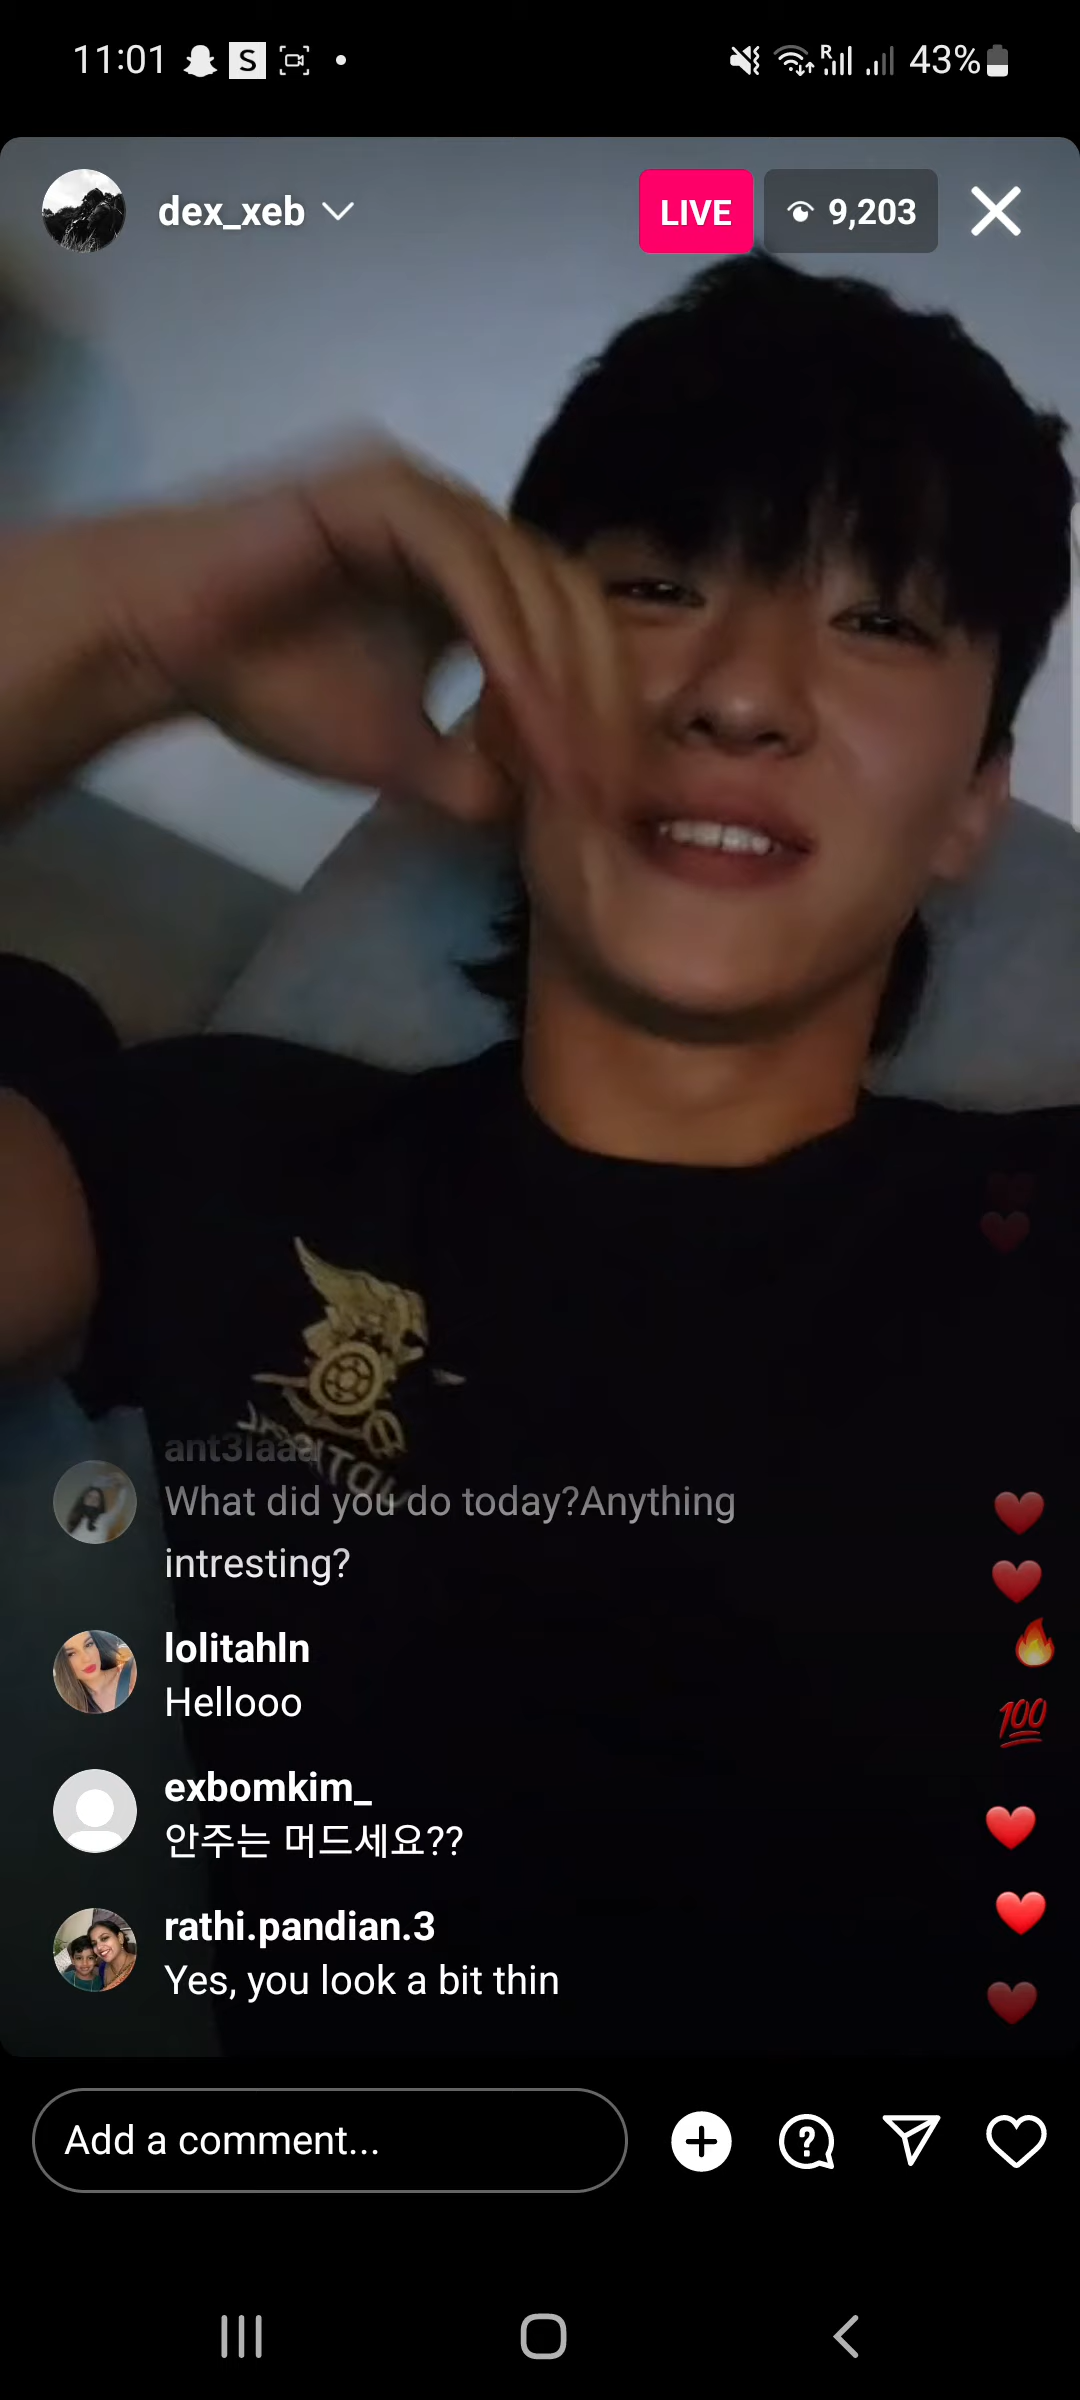 11:01
S
R
43%
dex_xeb
LIVE
9,203
ant3laaa
What did you do today?Anything
intresting?
lolitahln
Hellooo
exbomkim_
안주는 머드세요??
rathi.pandian.3
Yes, you look a bit thin
100
Add a comment...